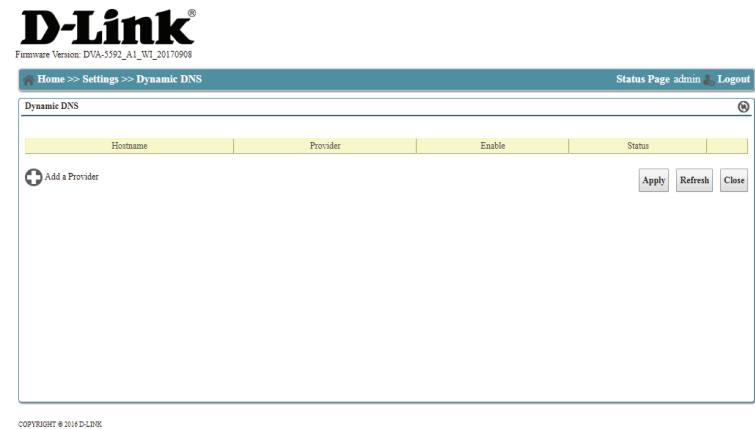 D-Link®
Firmware Version: DVA-5592_A1_WI_20170908
Home >> Settings >> Dynamic DNS Status Page admin Logout
Dynamic DNS
Hostname Provider Enable Status
Add a Provider Apply Refresh Close
COPYRIGHT © 2016 D-LINK